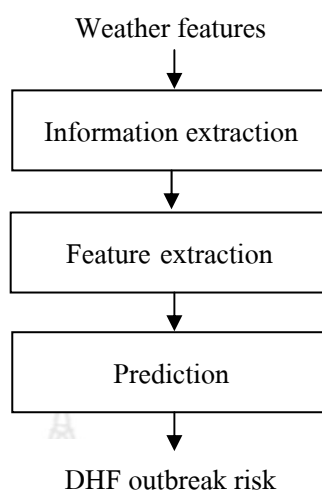 Weather features
Information extraction
Feature extraction
Prediction
DHF outbreak risk